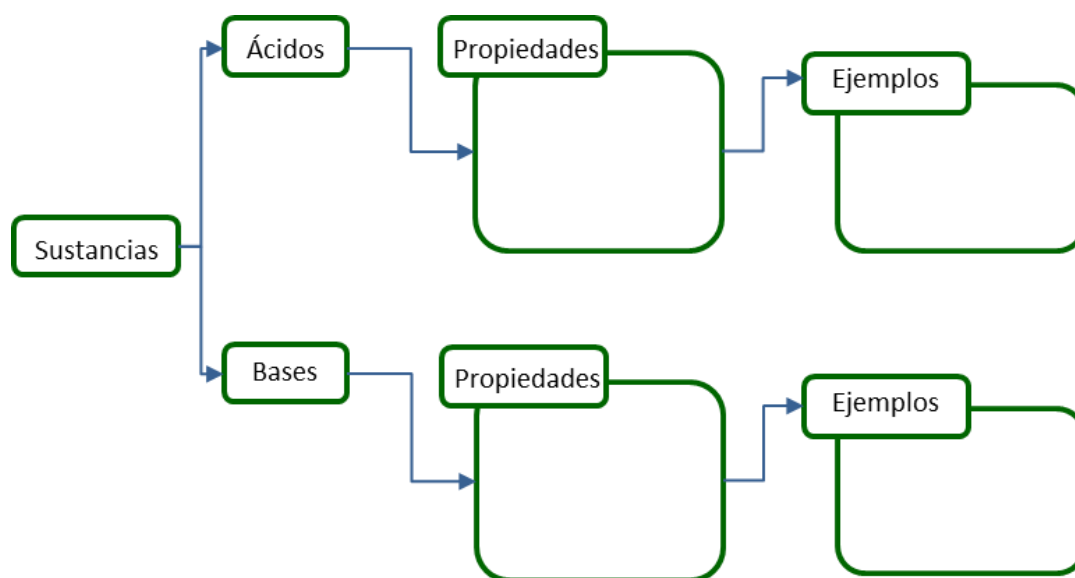 Ácidos
Propiedades
Ejemplos
Sustancias
Bases
Propiedades
Ejemplos